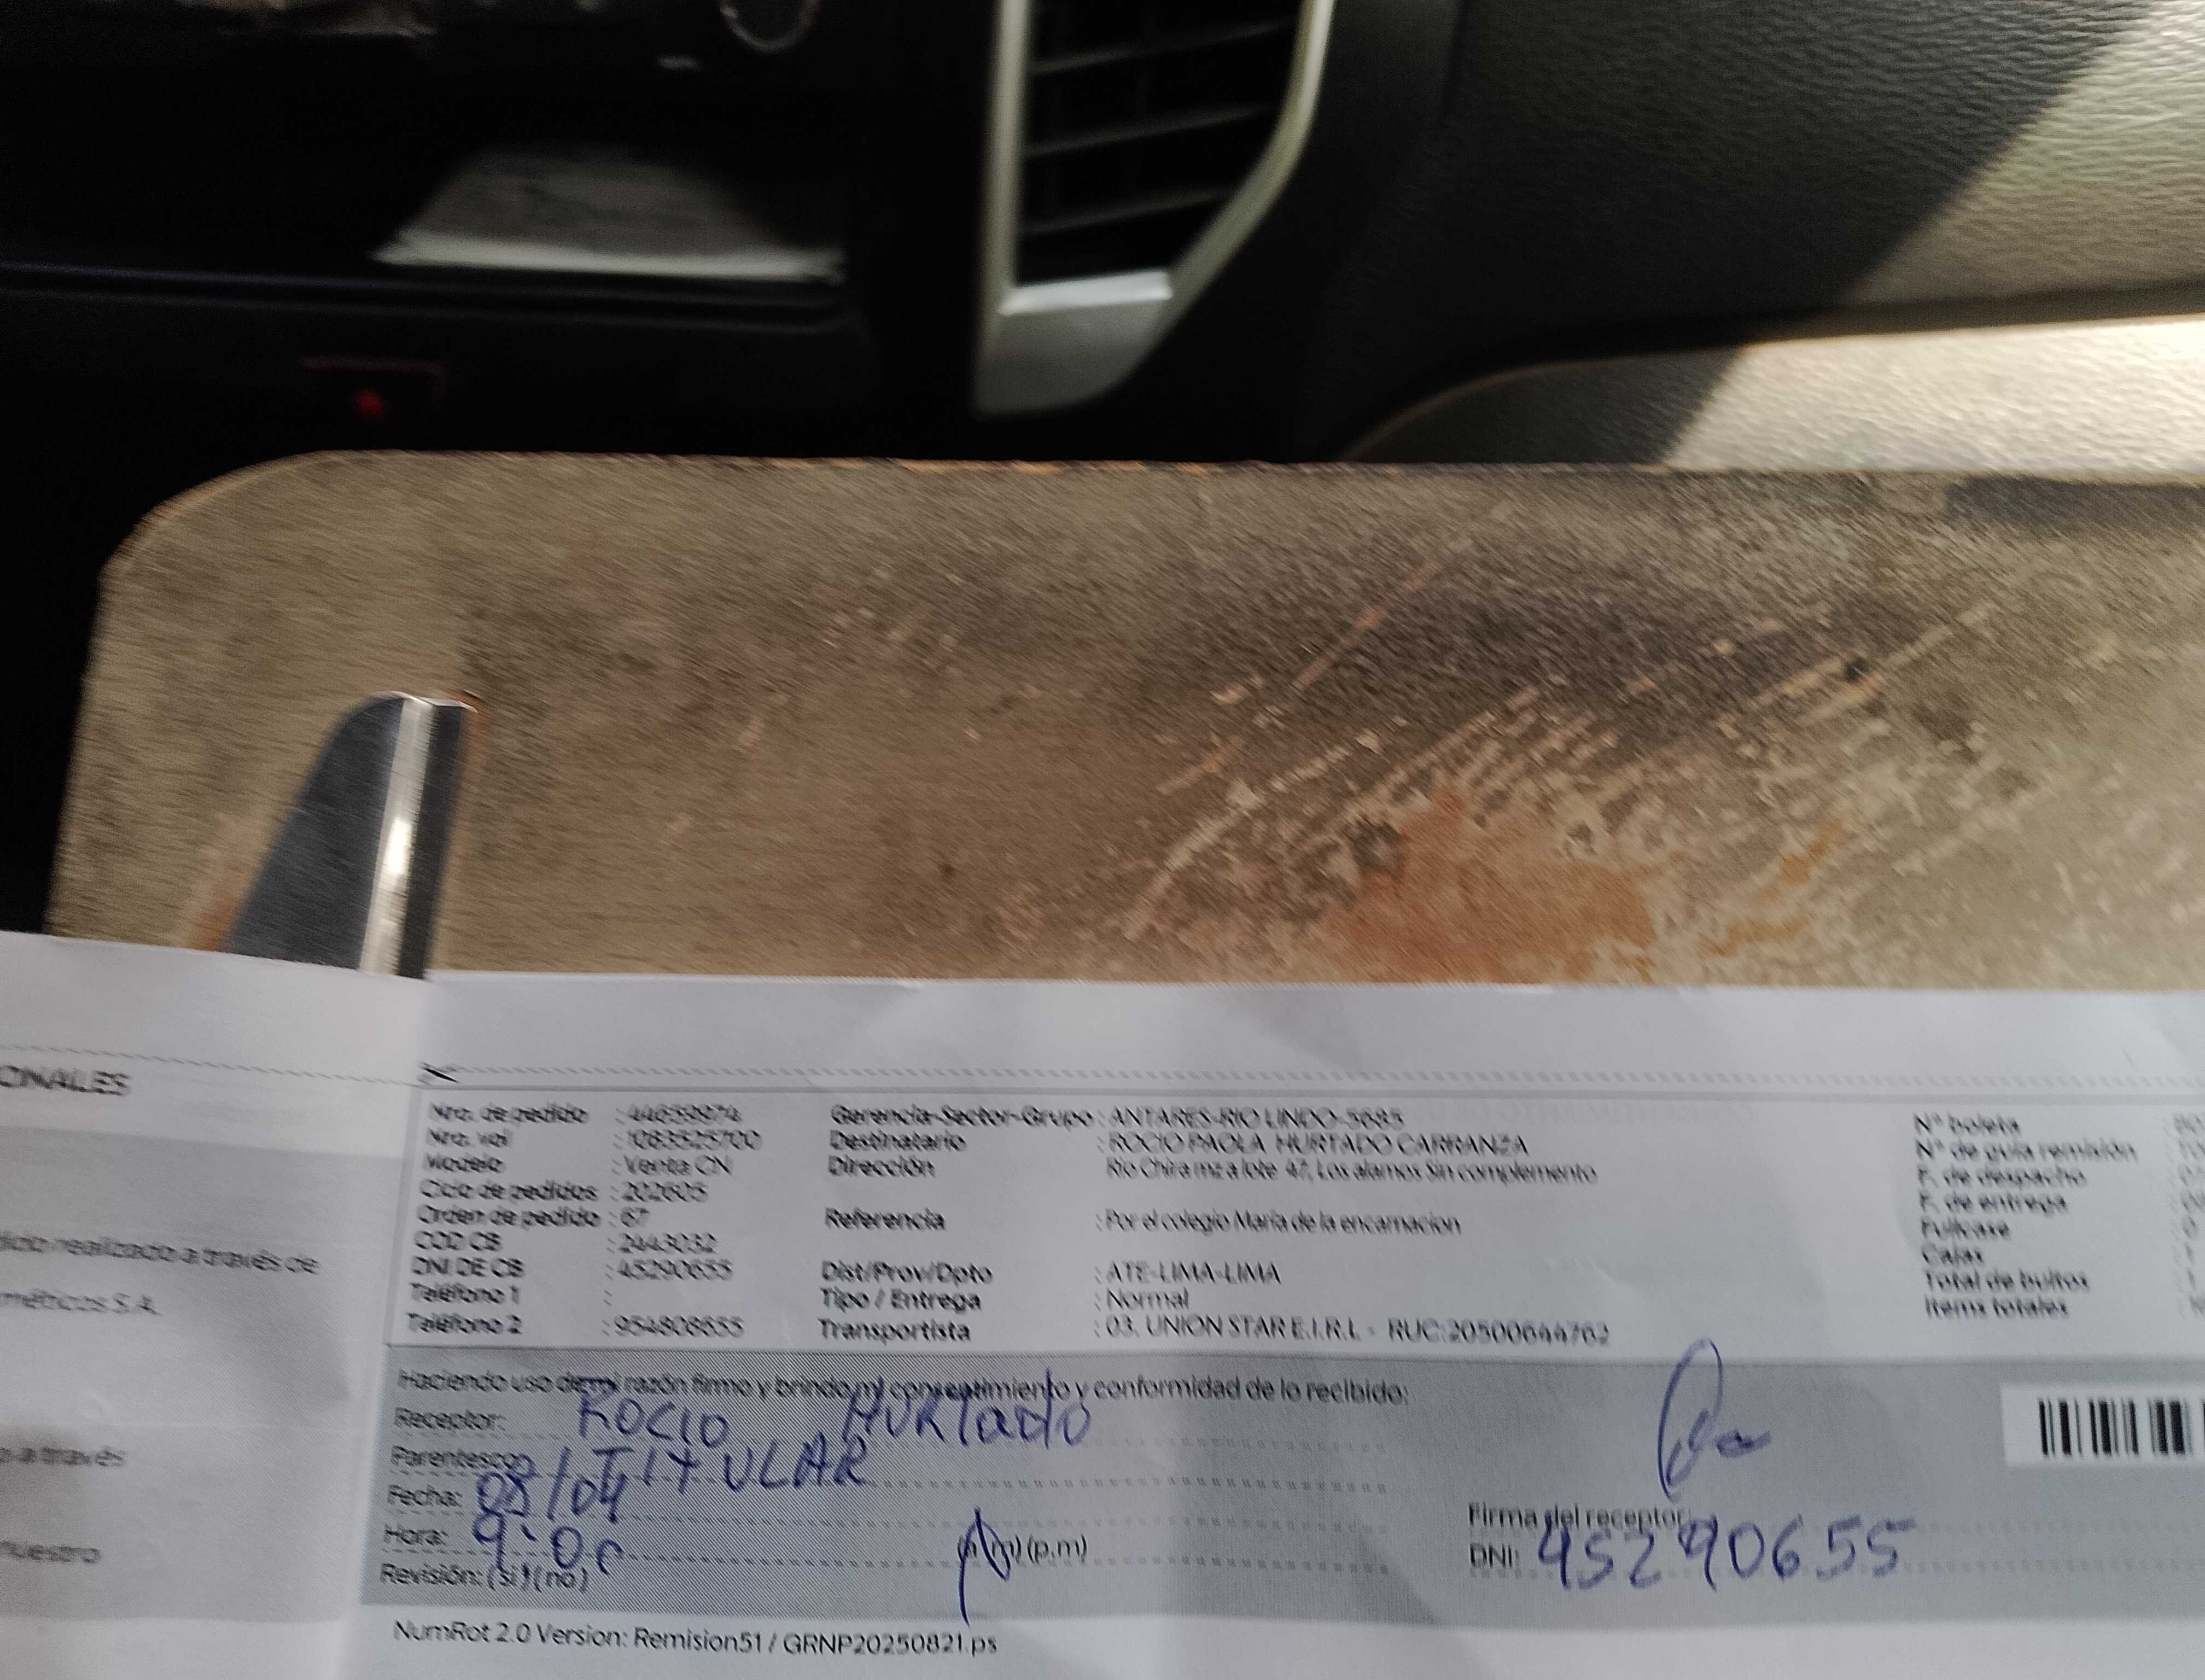 ONALES
Nro. de pedido : 44659974
Nro. val : 1083525700
Modelo : Venta CN
Ciclo de pedidos : 202605
Orden de pedido : 67
COD CB : 2443032
DNI DE CB : 45290655
Teléfono 1 :
Teléfono 2 : 954808655
Gerencia-Sector-Grupo : ANTARES-RIO LINDO-5685
Destinatario : ROCIO PAOLA HURTADO CARRANZA
Dirección Rio Chira mz a lote 47, Los alamos Sin complemento
Referencia : Por el colegio María de la encarnacion
Dist/Prov/Dpto : ATE-LIMA-LIMA
Tipo / Entrega : Normal
Transportista : 03. UNION STAR E.I.R.L - RUC:20500644762
N° boleta
N° de guia remisión
F. de despacho
F. de entrega
Fullcase
Cajas
Total de bultos
Items totales
ido realizado a través de
méticos S.A.
o a través
nuestro
Haciendo uso de mi razón firmo y brindo mi consentimiento y conformidad de lo recibido:
Receptor: Rocio Hurtado
Parentesco: TITULAR
Fecha: 08/04
Hora: 9:00 (a.m) (p.m)
Revisión: (si) (no)
Firma del receptor:
DNI: 45290655
NumRot 2.0 Version: Remision51 / GRNP20250821.ps